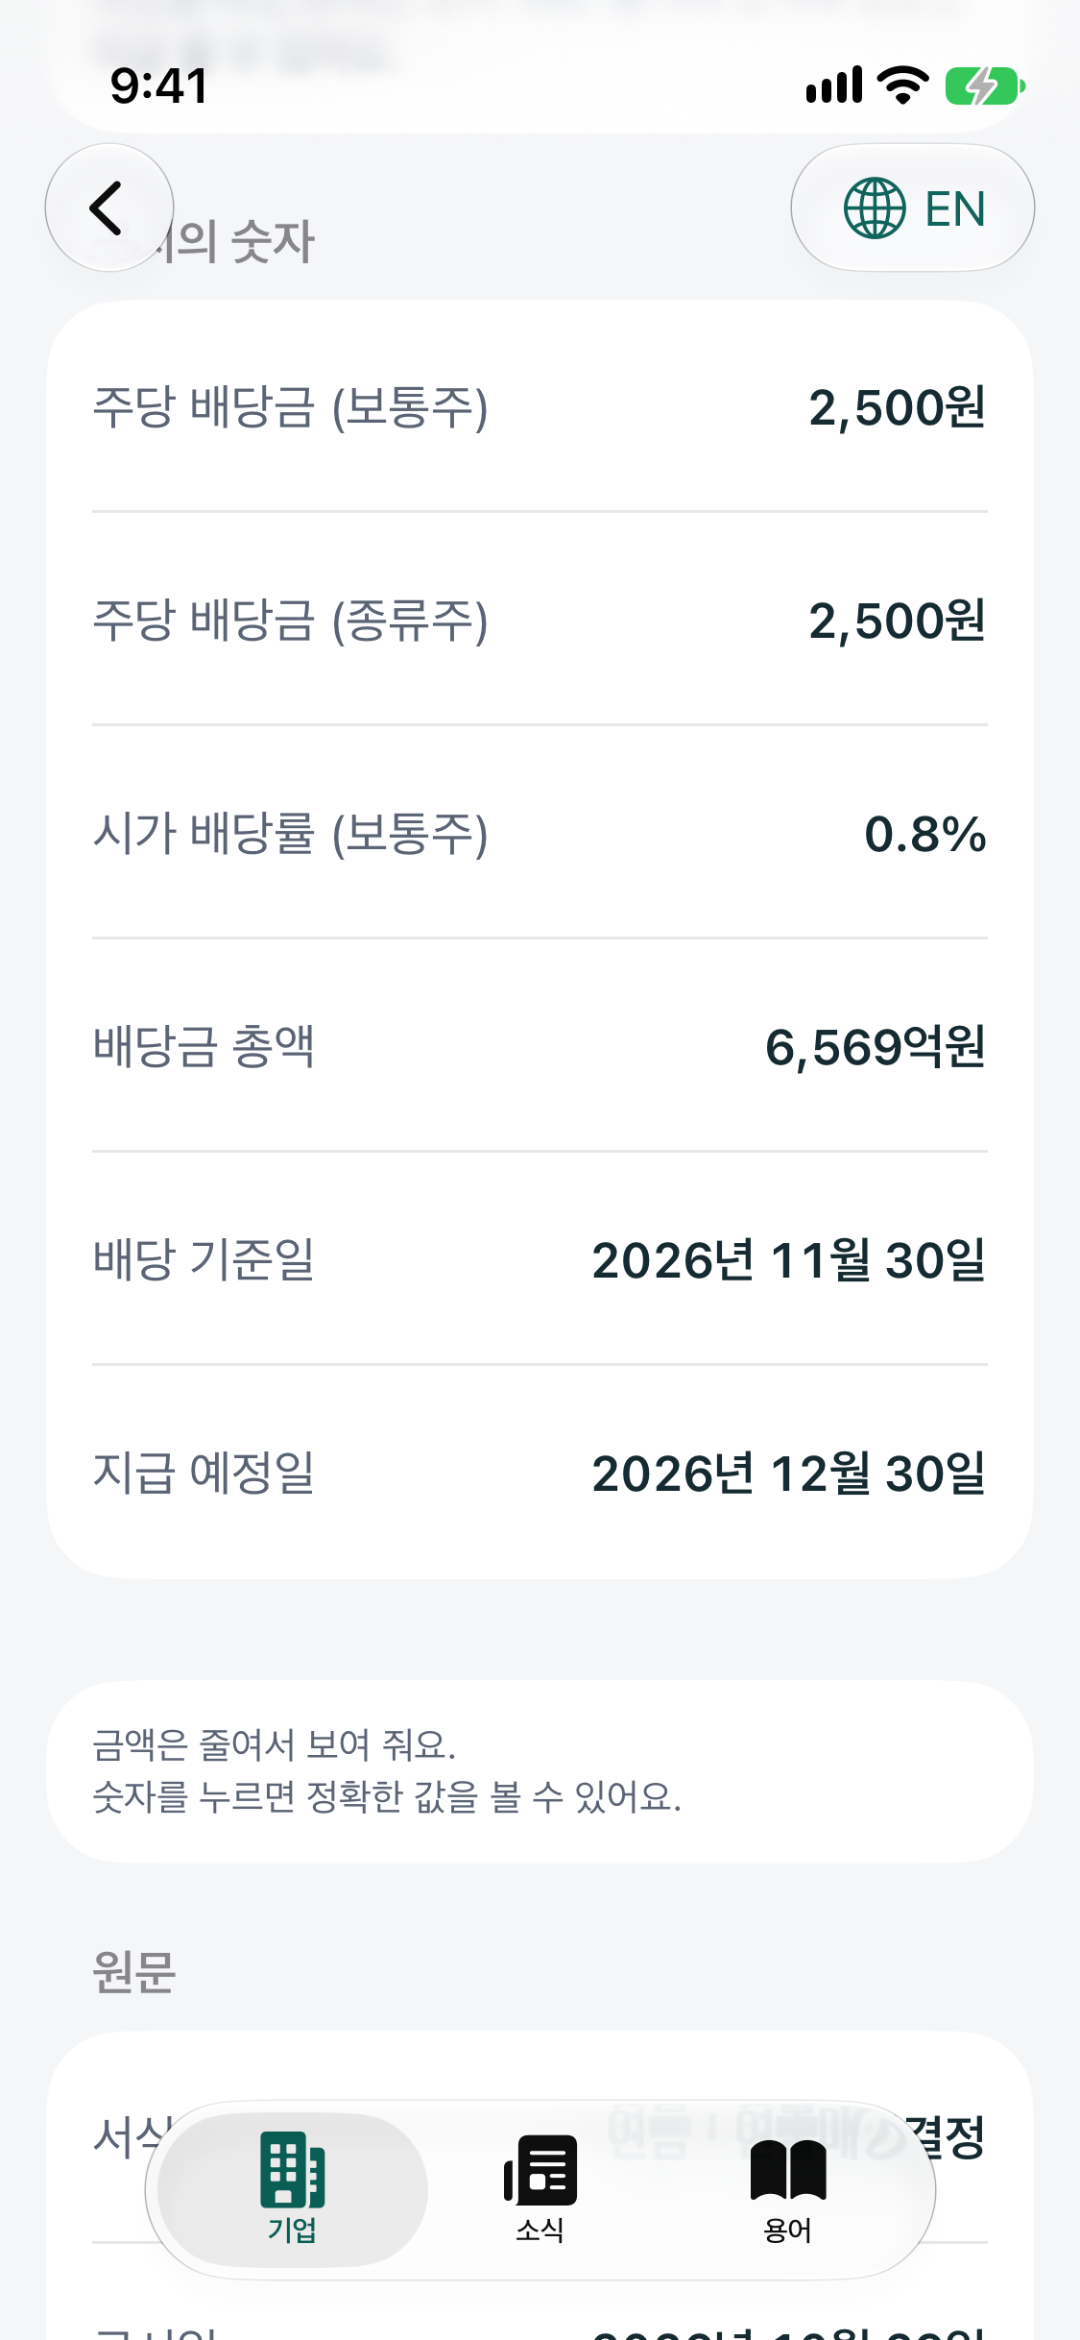 9:41
EN
의 숫자
주당 배당금 (보통주) 2,500원
주당 배당금 (종류주) 2,500원
시가 배당률 (보통주) 0.8%
배당금 총액 6,569억원
배당 기준일 2026년 11월 30일
지급 예정일 2026년 12월 30일
금액은 줄여서 보여 줘요.
숫자를 누르면 정확한 값을 볼 수 있어요.
원문
결정
기업
소식
용어